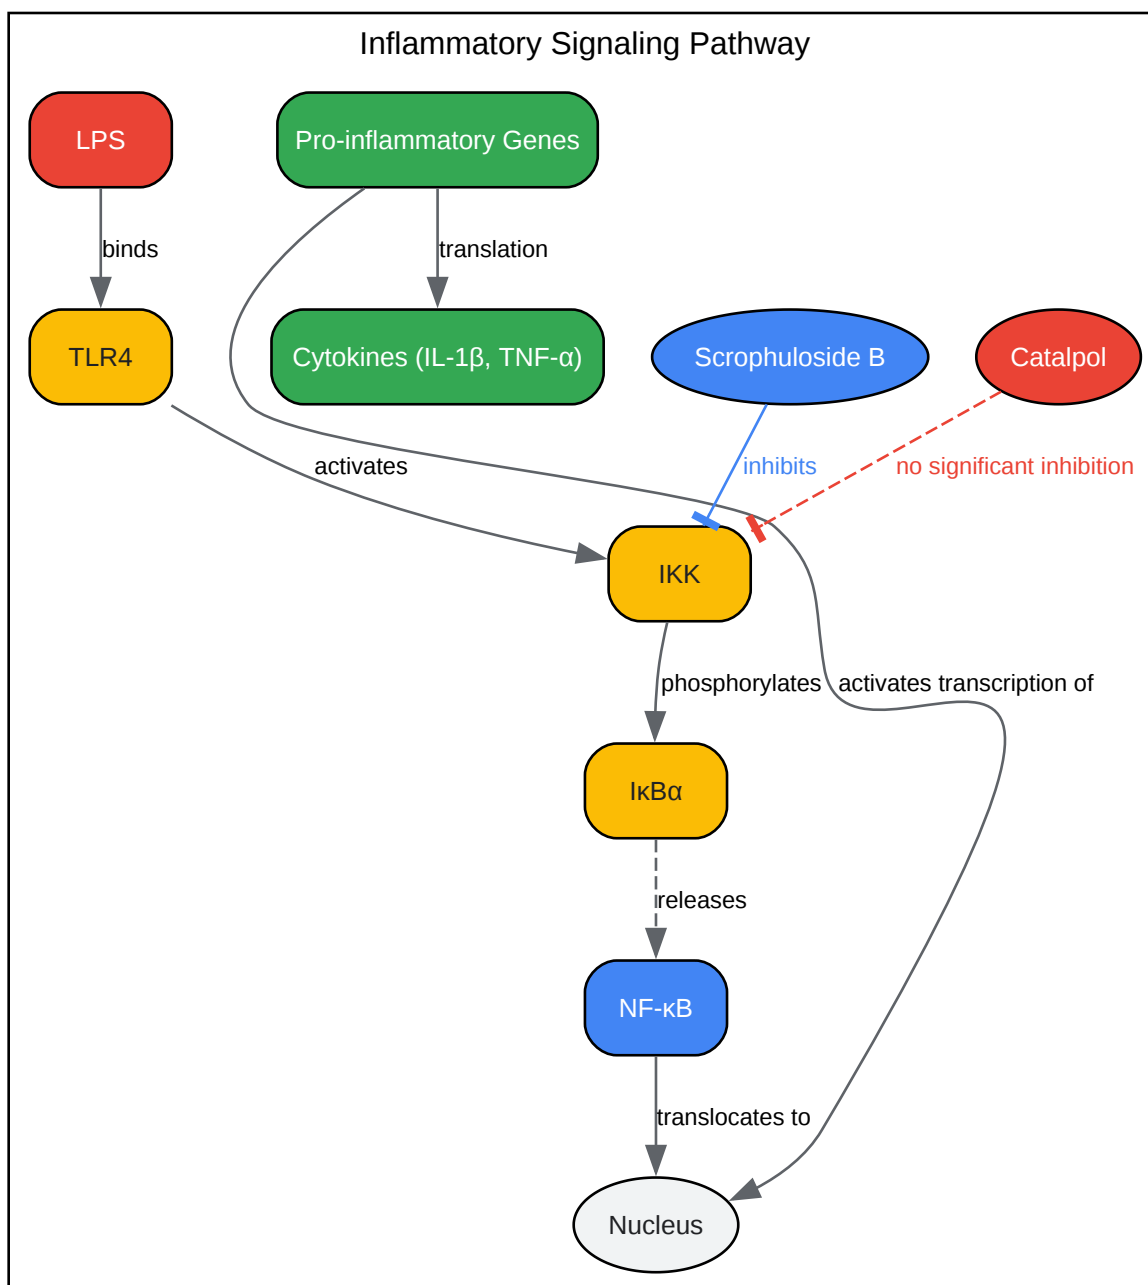 Inflammatory Signaling Pathway
LPS
Pro-inflammatory Genes
binds
translation
TLR4
Cytokines (IL-1β, TNF-α)
Scrophuloside B
Catalpol
activates
inhibits
no significant inhibition
IKK
phosphorylates
activates transcription of
IκBα
releases
NF-κB
translocates to
Nucleus